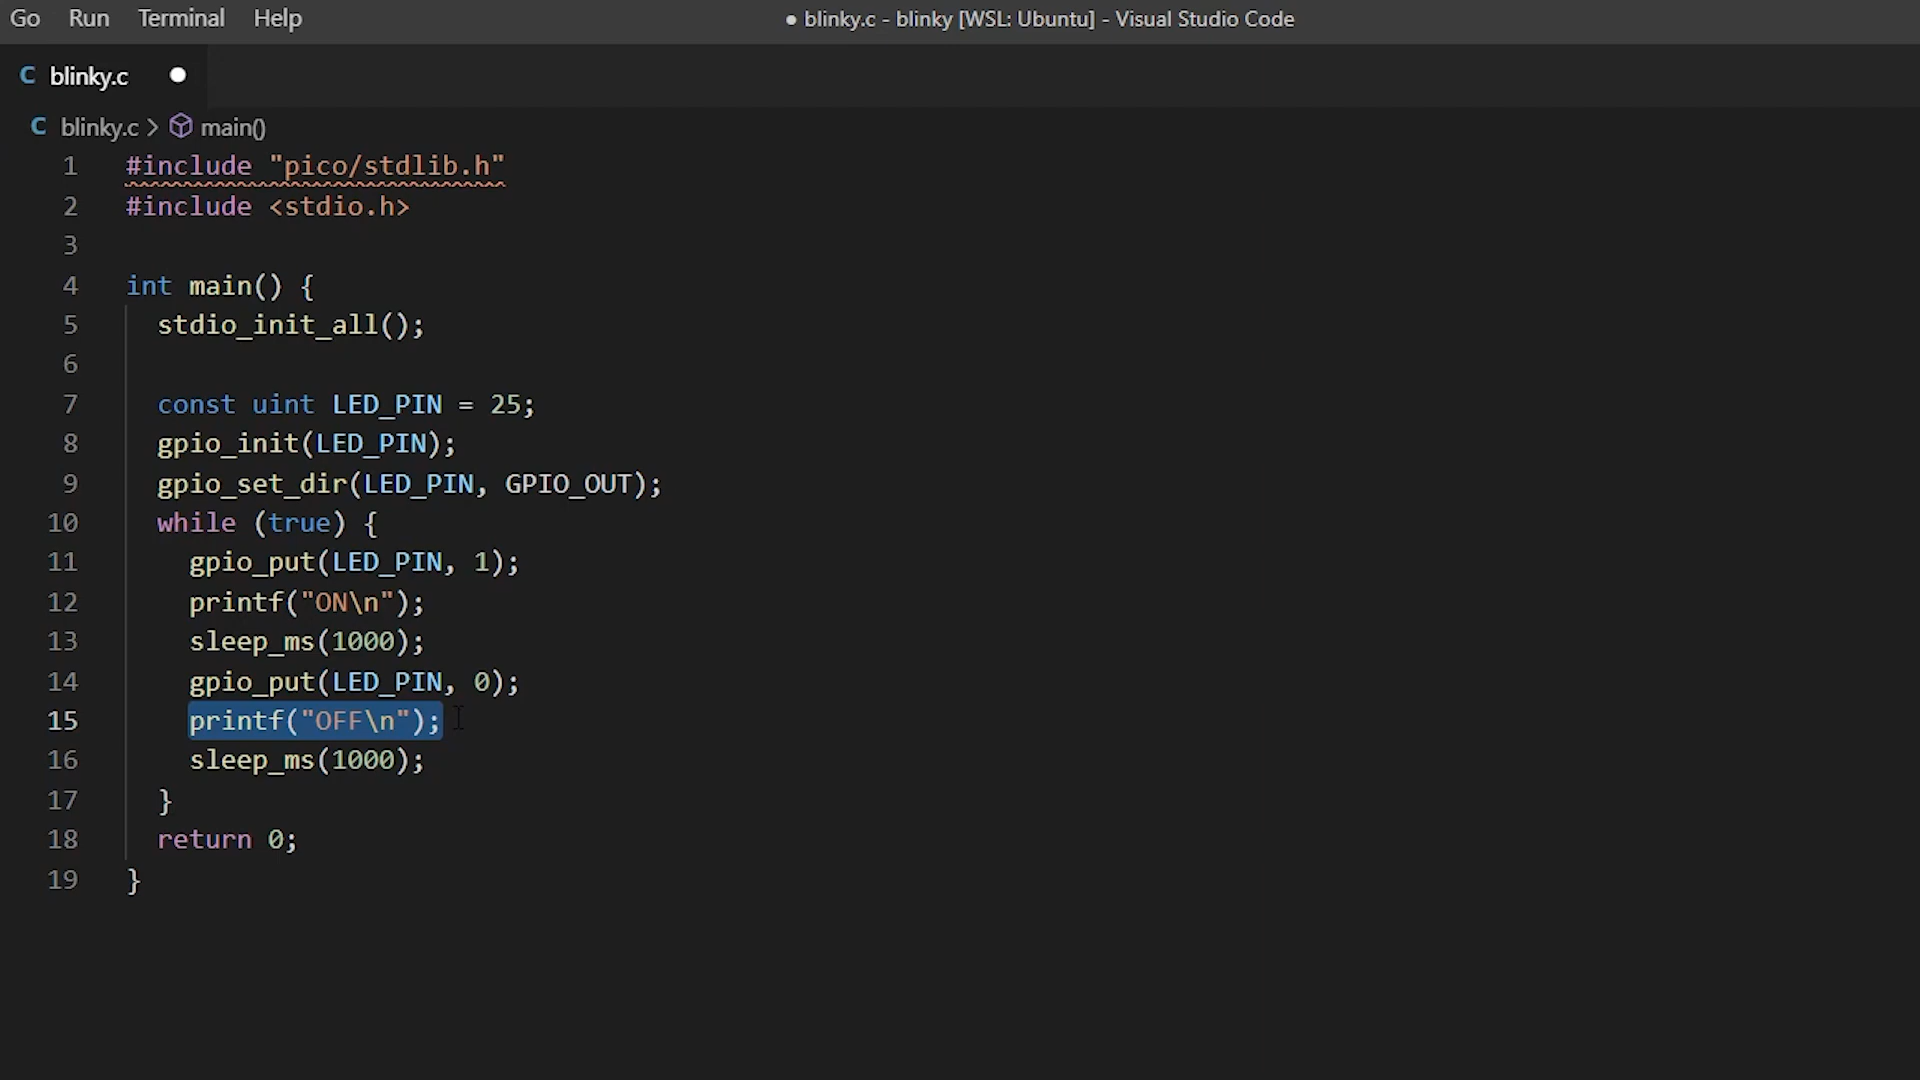 Go Run Terminal Help ● blinky.c - blinky [WSL: Ubuntu] - Visual Studio Code
C blinky.c ●
C blinky.c > main()
1 #include "pico/stdlib.h"
2 #include <stdio.h>
3
4 int main() {
5   stdio_init_all();
6
7   const uint LED_PIN = 25;
8   gpio_init(LED_PIN);
9   gpio_set_dir(LED_PIN, GPIO_OUT);
10   while (true) {
11     gpio_put(LED_PIN, 1);
12     printf("ON\n");
13     sleep_ms(1000);
14     gpio_put(LED_PIN, 0);
15     printf("OFF\n");
16     sleep_ms(1000);
17   }
18   return 0;
19 }